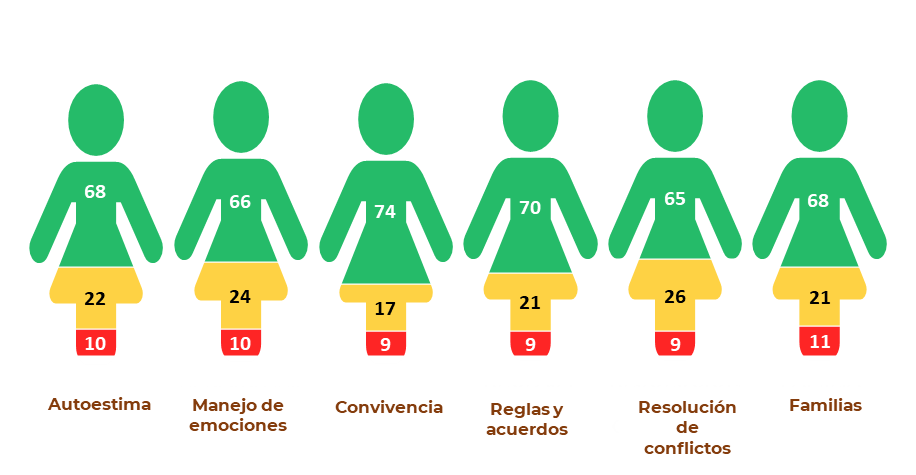 68
66
74
70
65
68
22
24
17
21
26
21
10
10
9
9
9
11
Autoestima
Manejo de
emociones
Convivencia
Reglas y
acuerdos
Resolución
de
conflictos
Familias